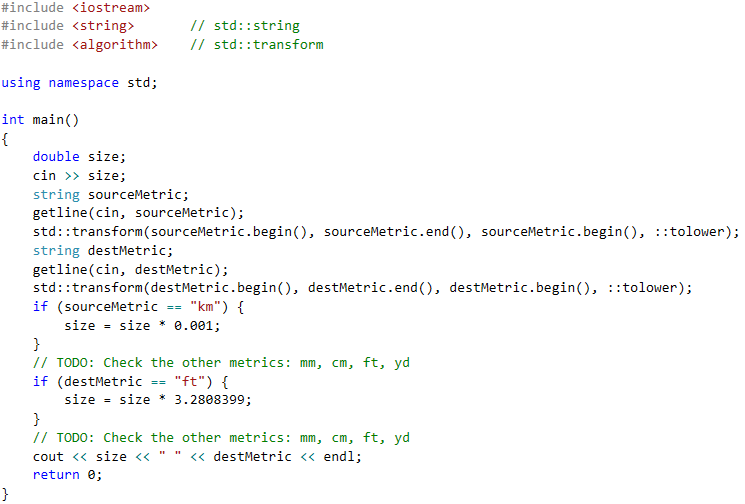 #include <iostream>
#include <string>       // std::string
#include <algorithm>    // std::transform

using namespace std;

int main()
{
    double size;
    cin >> size;
    string sourceMetric;
    getline(cin, sourceMetric);
    std::transform(sourceMetric.begin(), sourceMetric.end(), sourceMetric.begin(), ::tolower);
    string destMetric;
    getline(cin, destMetric);
    std::transform(destMetric.begin(), destMetric.end(), destMetric.begin(), ::tolower);
    if (sourceMetric == "km") {
        size = size * 0.001;
    }
    // TODO: Check the other metrics: mm, cm, ft, yd
    if (destMetric == "ft") {
        size = size * 3.2808399;
    }
    // TODO: Check the other metrics: mm, cm, ft, yd
    cout << size << " " << destMetric << endl;
    return 0;
}